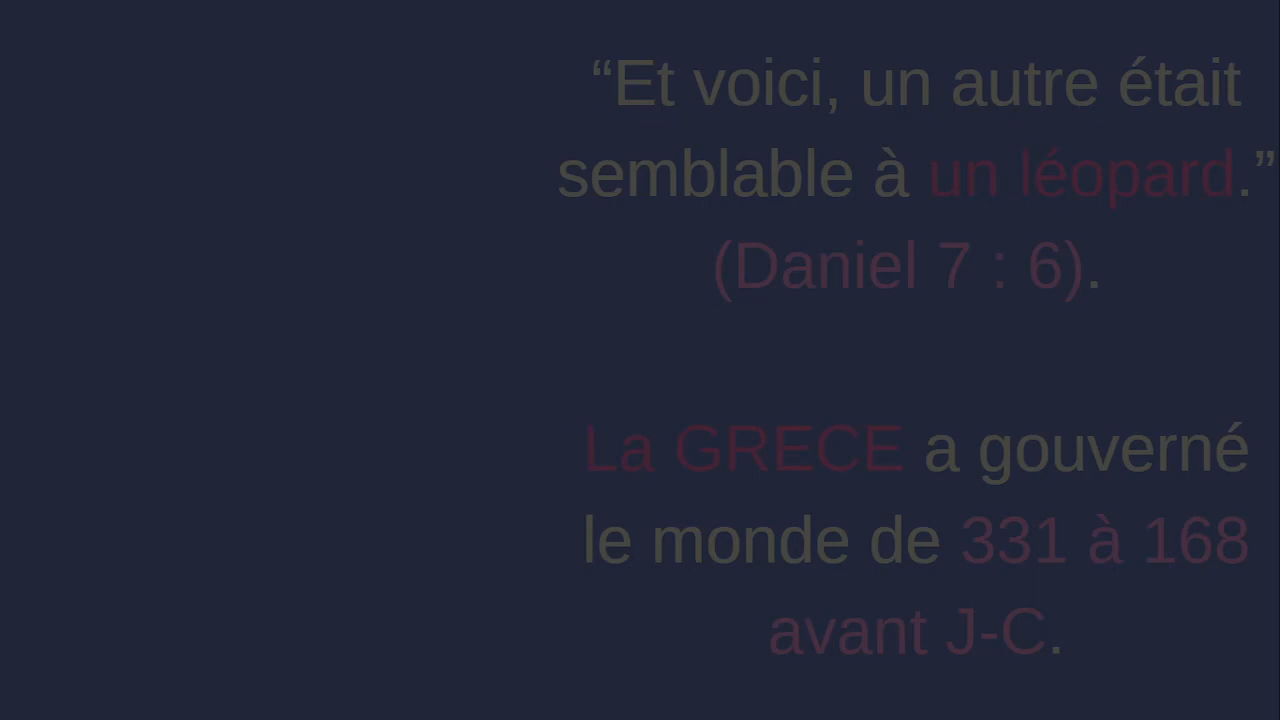 “Et voici, un autre était
semblable à un léopard.”
(Daniel 7 : 6).
La GRECE a gouverné
le monde de 331 à 168
avant J-C.